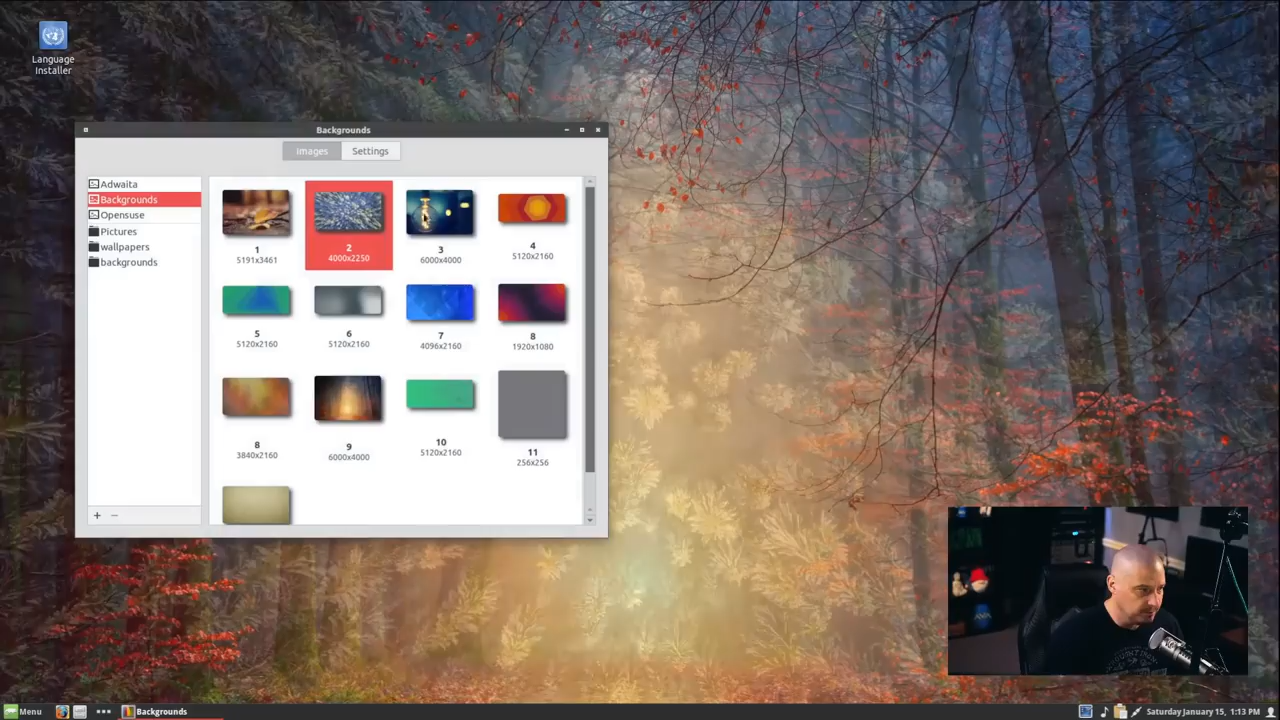 Language
Installer
Backgrounds
Images
Settings
Adwaita
Backgrounds
Opensuse
Pictures
wallpapers
backgrounds
1
5191x3461
2
4000x2250
3
6000x4000
4
5120x2160
5
5120x2160
6
5120x2160
7
4096x2160
8
1920x1080
8
3840x2160
9
6000x4000
10
5120x2160
11
256x256
Menu
Backgrounds
Saturday January 15, 1:13 PM